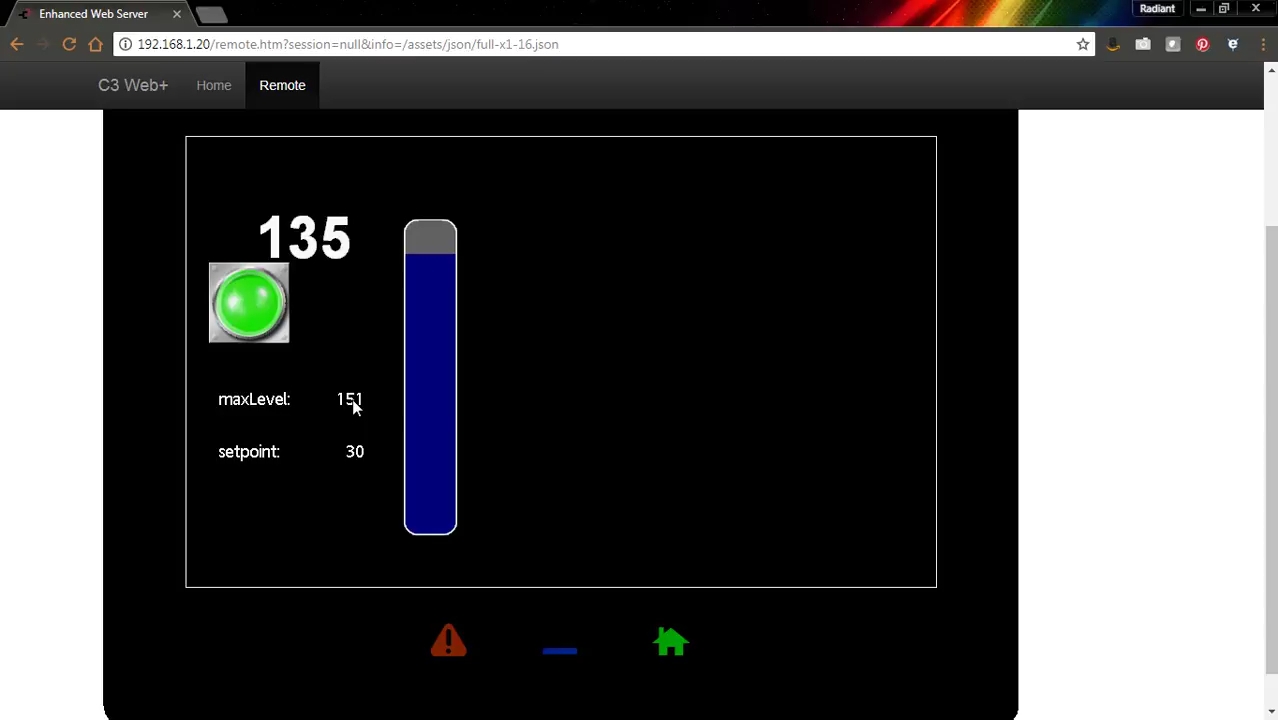 Enhanced Web Server
Radiant
192.168.1.20/remote.htm?session=null&info=/assets/json/full-x1-16.json
C3 Web+ Home Remote
135
maxLevel: 151
setpoint: 30